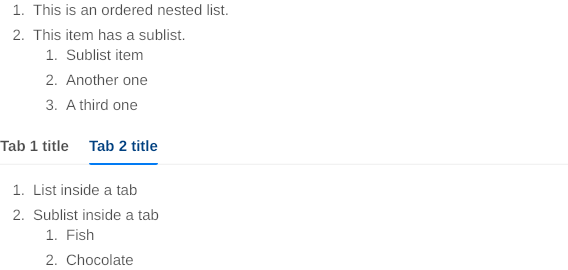 1. This is an ordered nested list.
2. This item has a sublist.
1. Sublist item
2. Another one
3. A third one
Tab 1 title Tab 2 title
1. List inside a tab
2. Sublist inside a tab
1. Fish
2. Chocolate